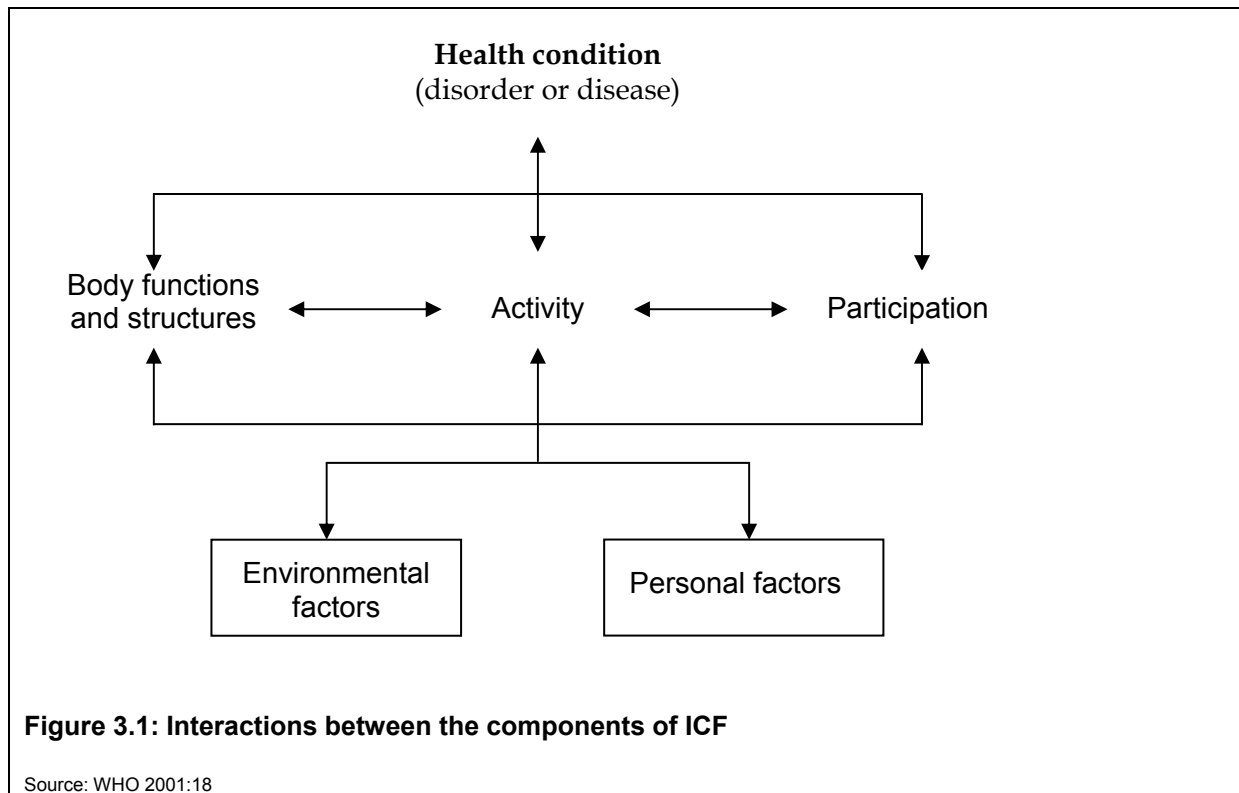 Health condition
(disorder or disease)
Body functions
and structures
Activity
Participation
Environmental
factors
Personal factors
Figure 3.1: Interactions between the components of ICF
Source: WHO 2001:18